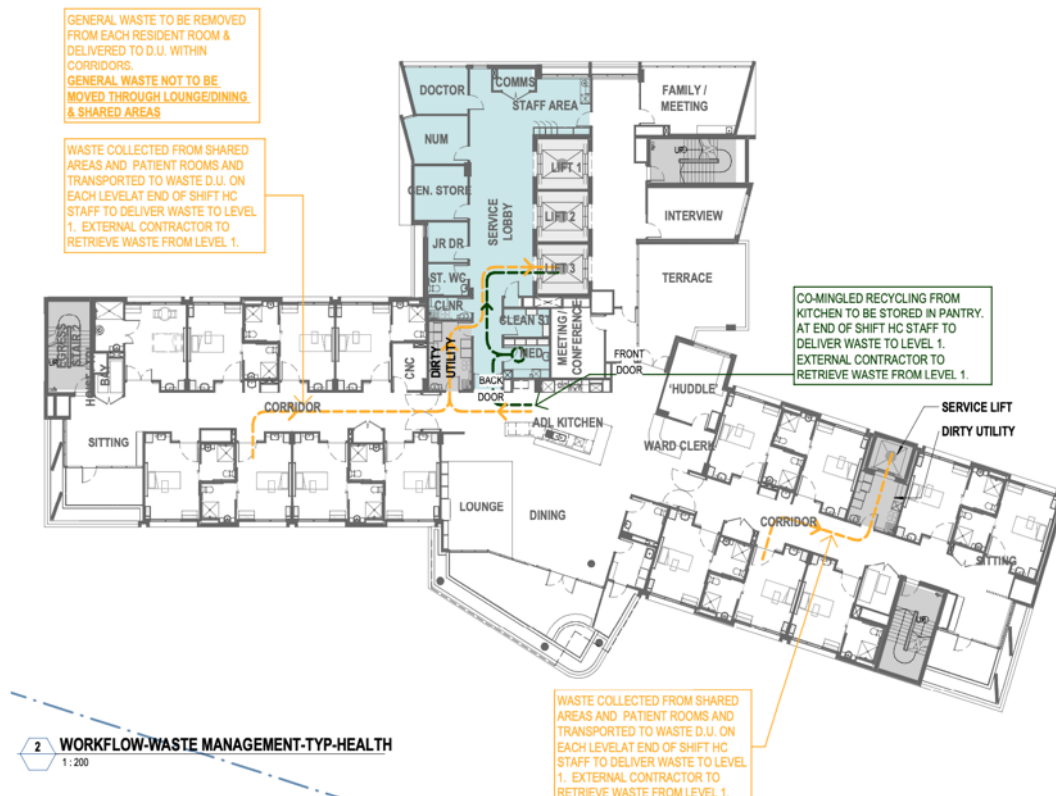 GENERAL WASTE TO BE REMOVED
FROM EACH RESIDENT ROOM &
DELIVERED TO D.U. WITHIN
CORRIDORS.
GENERAL WASTE NOT TO BE
MOVED THROUGH LOUNGE/DINING
& SHARED AREAS
WASTE COLLECTED FROM SHARED
AREAS AND PATIENT ROOMS AND
TRANSPORTED TO WASTE D.U. ON
EACH LEVELAT END OF SHIFT HC
STAFF TO DELIVER WASTE TO LEVEL
1. EXTERNAL CONTRACTOR TO
RETRIEVE WASTE FROM LEVEL 1.
DOCTOR
COMMS
STAFF AREA
FAMILY /
MEETING
NUM
UP
LIFT 1
GEN. STORE
SERVICE
LOBBY
LIFT 2
INTERVIEW
JR DR
LIFT 3
TERRACE
ST. WC
CLNR
CLEAN ST
MEETING /
CONFERENCE
MED
DIRTY
UTILITY
CNC
BACK
DOOR
FRONT
DOOR
CO-MINGLED RECYCLING FROM
KITCHEN TO BE STORED IN PANTRY.
AT END OF SHIFT HC STAFF TO
DELIVER WASTE TO LEVEL 1.
EXTERNAL CONTRACTOR TO
RETRIEVE WASTE FROM LEVEL 1.
EGRESS
STAIR 2
BAY
CORRIDOR
SITTING
ADL KITCHEN
'HUDDLE'
WARD CLERK
SERVICE LIFT
DIRTY UTILITY
LOUNGE
DINING
CORRIDOR
SITTING
WASTE COLLECTED FROM SHARED
AREAS AND PATIENT ROOMS AND
TRANSPORTED TO WASTE D.U. ON
EACH LEVELAT END OF SHIFT HC
STAFF TO DELIVER WASTE TO LEVEL
1. EXTERNAL CONTRACTOR TO
RETRIEVE WASTE FROM LEVEL 1.
2 WORKFLOW-WASTE MANAGEMENT-TYP-HEALTH
1 : 200